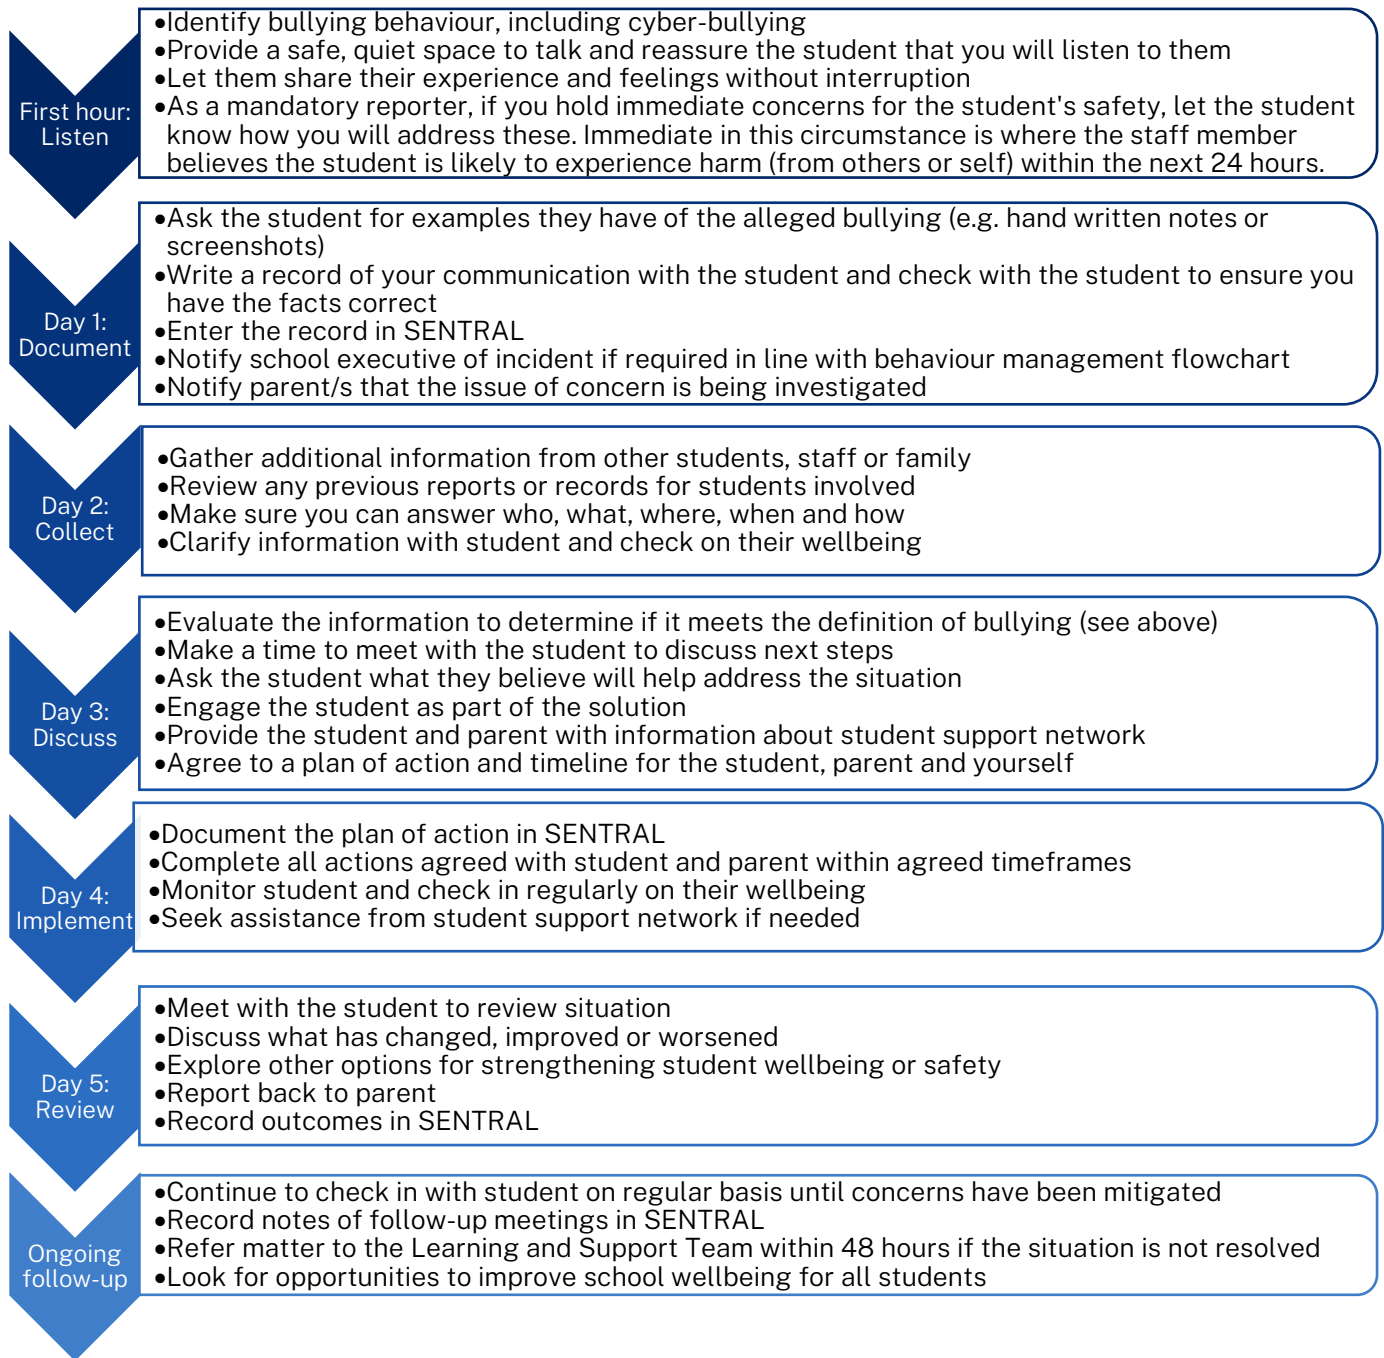 First hour:
Listen
•Identify bullying behaviour, including cyber-bullying
•Provide a safe, quiet space to talk and reassure the student that you will listen to them
•Let them share their experience and feelings without interruption
•As a mandatory reporter, if you hold immediate concerns for the student's safety, let the student
know how you will address these. Immediate in this circumstance is where the staff member
believes the student is likely to experience harm (from others or self) within the next 24 hours.
Day 1:
Document
•Ask the student for examples they have of the alleged bullying (e.g. hand written notes or
screenshots)
•Write a record of your communication with the student and check with the student to ensure you
have the facts correct
•Enter the record in SENTRAL
•Notify school executive of incident if required in line with behaviour management flowchart
•Notify parent/s that the issue of concern is being investigated
Day 2:
Collect
•Gather additional information from other students, staff or family
•Review any previous reports or records for students involved
•Make sure you can answer who, what, where, when and how
•Clarify information with student and check on their wellbeing
Day 3:
Discuss
•Evaluate the information to determine if it meets the definition of bullying (see above)
•Make a time to meet with the student to discuss next steps
•Ask the student what they believe will help address the situation
•Engage the student as part of the solution
•Provide the student and parent with information about student support network
•Agree to a plan of action and timeline for the student, parent and yourself
Day 4:
Implement
•Document the plan of action in SENTRAL
•Complete all actions agreed with student and parent within agreed timeframes
•Monitor student and check in regularly on their wellbeing
•Seek assistance from student support network if needed
Day 5:
Review
•Meet with the student to review situation
•Discuss what has changed, improved or worsened
•Explore other options for strengthening student wellbeing or safety
•Report back to parent
•Record outcomes in SENTRAL
Ongoing
follow-up
•Continue to check in with student on regular basis until concerns have been mitigated
•Record notes of follow-up meetings in SENTRAL
•Refer matter to the Learning and Support Team within 48 hours if the situation is not resolved
•Look for opportunities to improve school wellbeing for all students